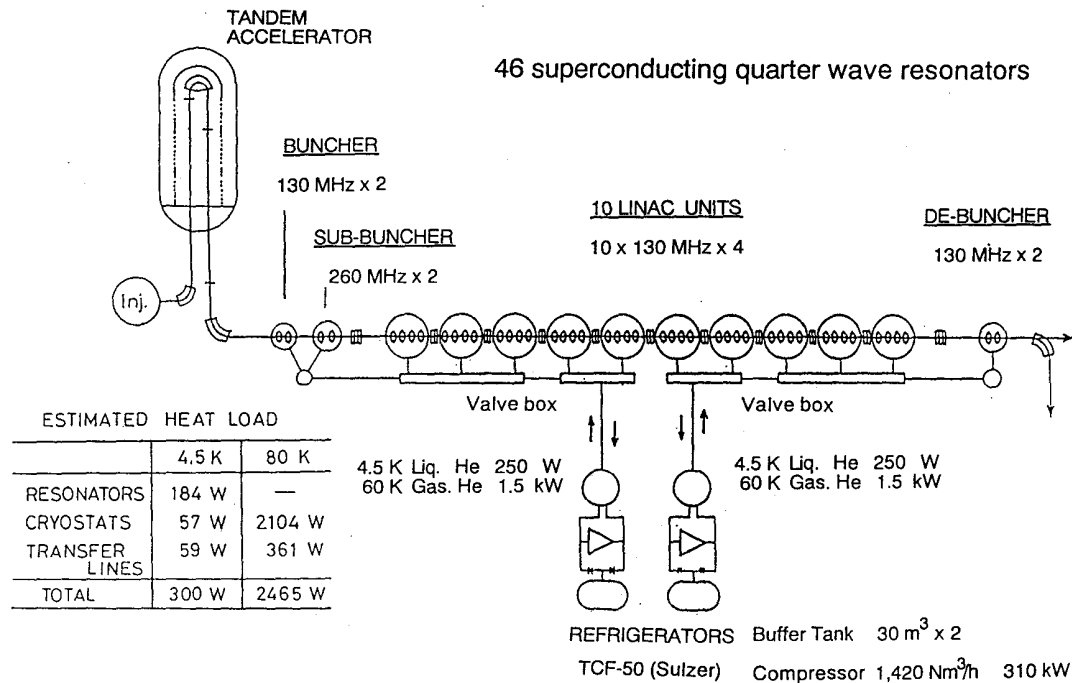 TANDEM
ACCELERATOR
46 superconducting quarter wave resonators
BUNCHER
130 MHz x 2
SUB-BUNCHER
260 MHz x 2
10 LINAC UNITS
10 x 130 MHz x 4
DE-BUNCHER
130 MHz x 2
Inj.
Valve box
Valve box
ESTIMATED HEAT LOAD
4.5 K 80 K
RESONATORS 184 W —
CRYOSTATS 57 W 2104 W
TRANSFER LINES 59 W 361 W
TOTAL 300 W 2465 W
4.5 K Liq. He 250 W
60 K Gas. He 1.5 kW
4.5 K Liq. He 250 W
60 K Gas. He 1.5 kW
REFRIGERATORS Buffer Tank 30 m³ x 2
TCF-50 (Sulzer) Compressor 1,420 Nm³/h 310 kW